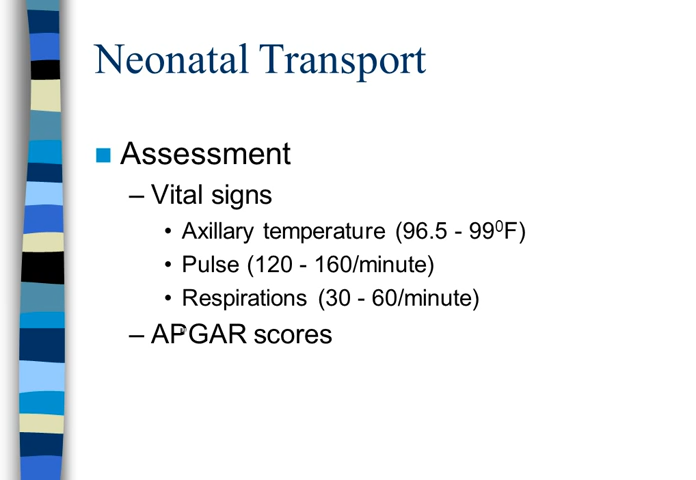 Neonatal Transport
Assessment
– Vital signs
• Axillary temperature (96.5 - 99⁰F)
• Pulse (120 - 160/minute)
• Respirations (30 - 60/minute)
– APGAR scores